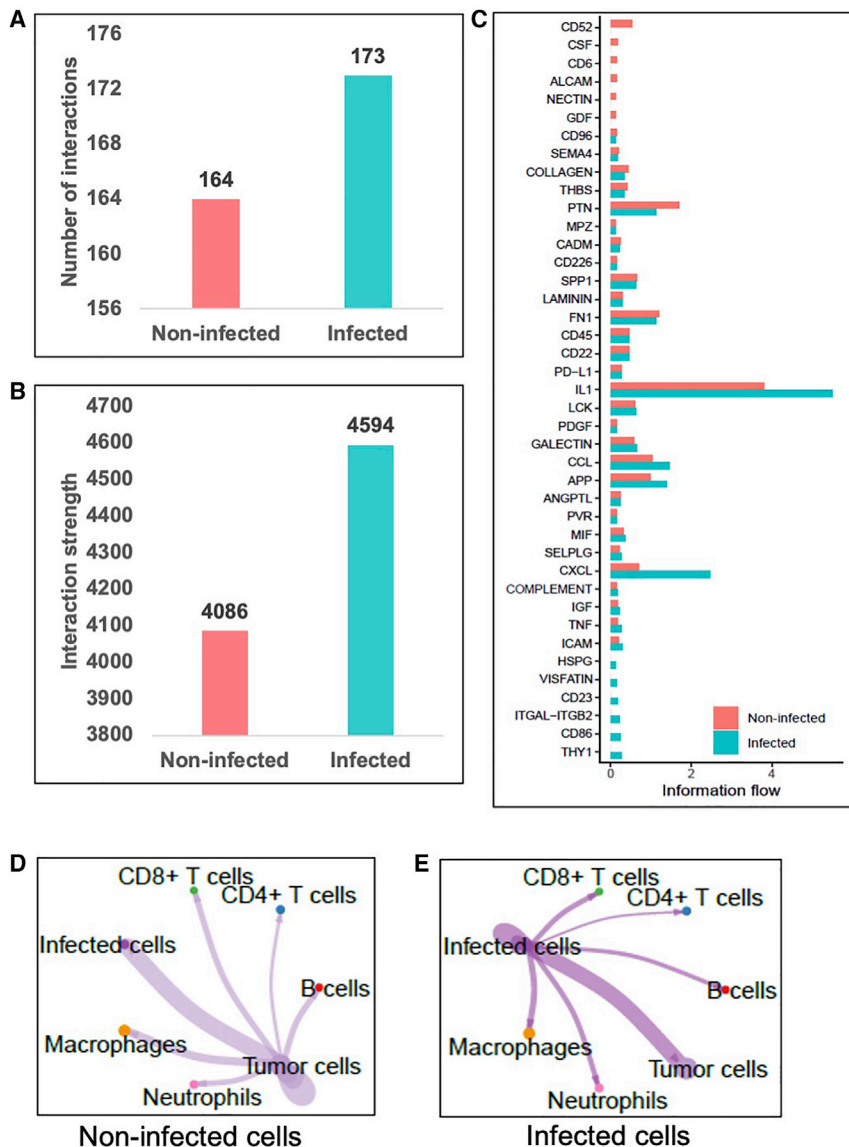 A
Number of interactions
176
172
168
164
160
156
164
173
Non-infected Infected
B
Interaction strength
4700
4600
4500
4400
4300
4200
4100
4000
3900
3800
4086
4594
Non-infected Infected
C
CD52
CSF
CD6
ALCAM
NECTIN
GDF
CD96
SEMA4
COLLAGEN
THBS
PTN
MPZ
CADM
CD226
SPP1
LAMININ
FN1
CD45
CD22
PD-L1
IL1
LCK
PDGF
GALECTIN
CCL
APP
ANGPTL
PVR
MIF
SELPLG
CXCL
COMPLEMENT
IGF
TNF
ICAM
HSPG
VISFATIN
CD23
ITGAL-ITGB2
CD86
THY1
Non-infected
Infected
0 2 4
Information flow
D
CD8+ T cells
CD4+ T cells
Infected cells
B cells
Macrophages
Tumor cells
Neutrophils
Non-infected cells
E
CD8+ T cells
CD4+ T cells
Infected cells
B cells
Macrophages
Tumor cells
Neutrophils
Infected cells